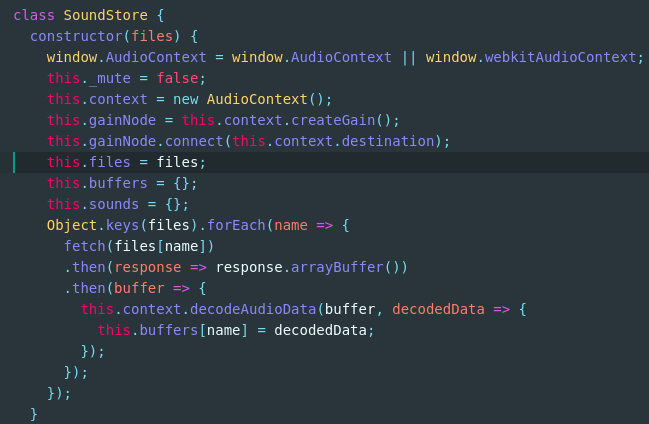 class SoundStore {
  constructor(files) {
    window.AudioContext = window.AudioContext || window.webkitAudioContext;
    this._mute = false;
    this.context = new AudioContext();
    this.gainNode = this.context.createGain();
    this.gainNode.connect(this.context.destination);
    this.files = files;
    this.buffers = {};
    this.sounds = {};
    Object.keys(files).forEach(name => {
      fetch(files[name])
      .then(response => response.arrayBuffer())
      .then(buffer => {
        this.context.decodeAudioData(buffer, decodedData => {
          this.buffers[name] = decodedData;
        });
      });
    });
  }